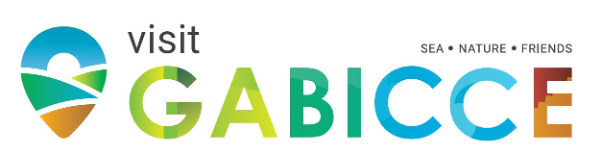 visit
SEA • NATURE • FRIENDS
GABICCE